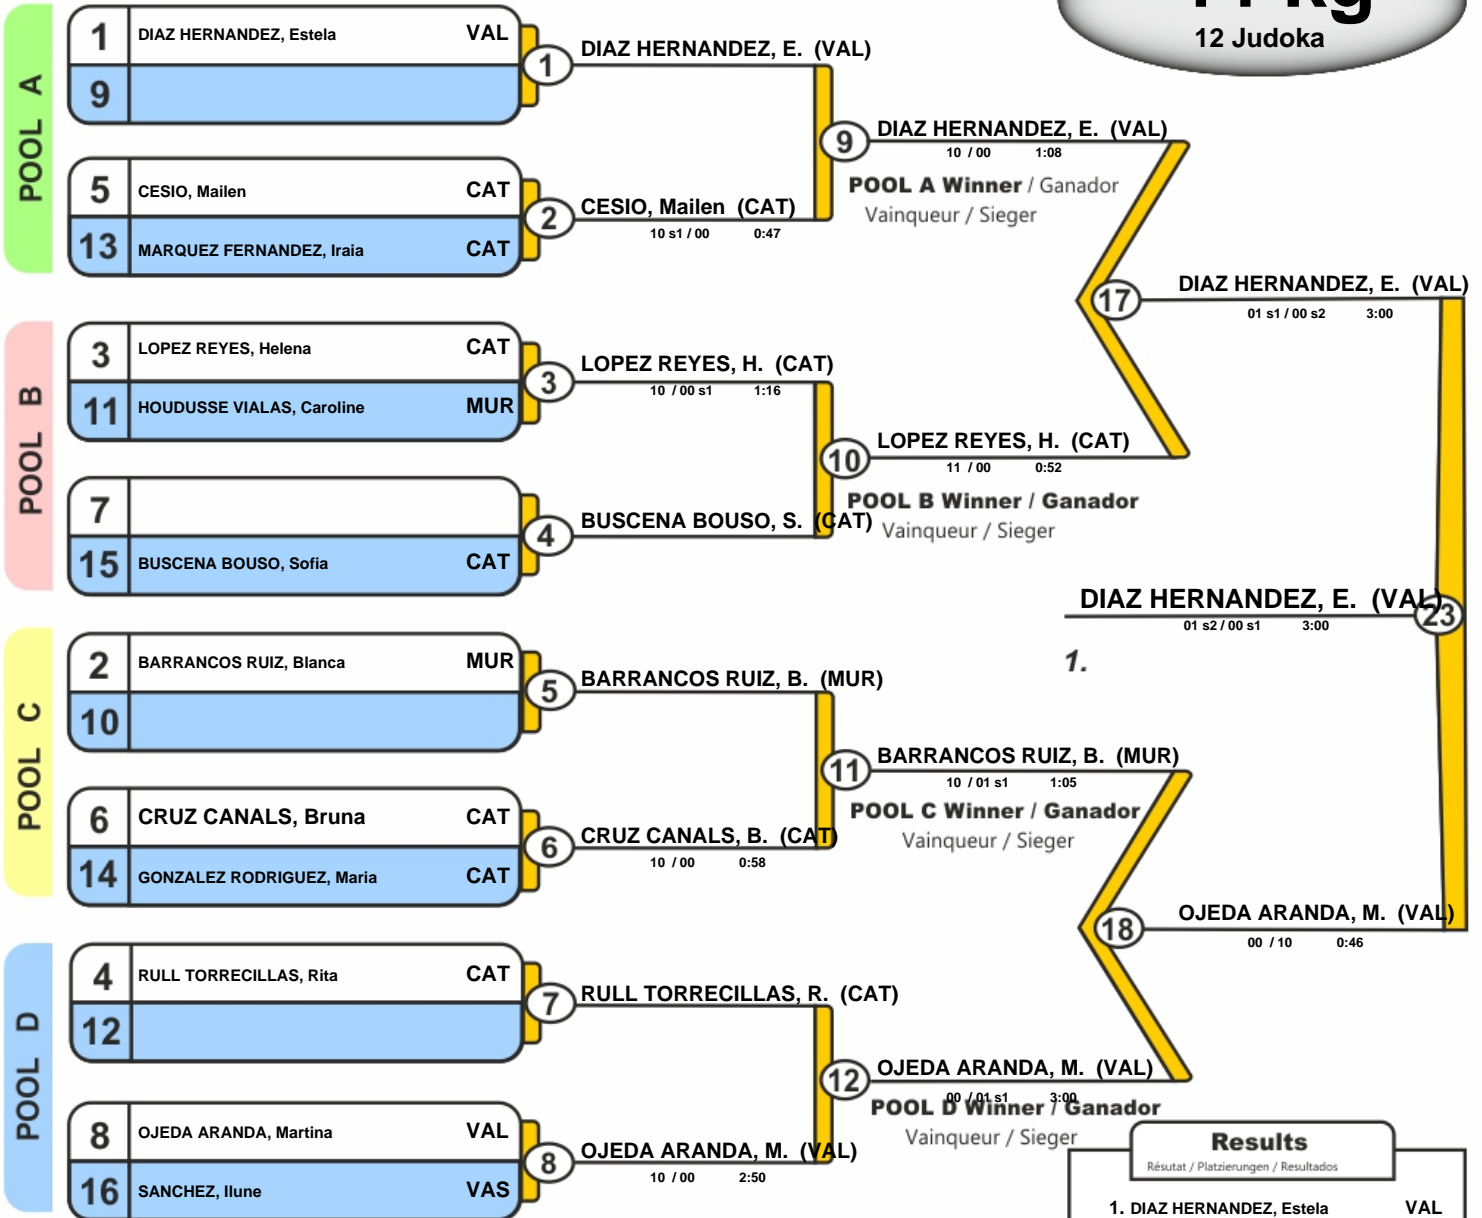 12 Judoka
POOL A
1 DIAZ HERNANDEZ, Estela VAL
9
5 CESIO, Mailen CAT
13 MARQUEZ FERNANDEZ, Iraia CAT
1 DIAZ HERNANDEZ, E. (VAL)
2 CESIO, Mailen (CAT)
10 s1 / 00 0:47
9 DIAZ HERNANDEZ, E. (VAL)
10 / 00 1:08
POOL A Winner / Ganador
Vainqueur / Sieger
POOL B
3 LOPEZ REYES, Helena CAT
11 HOUDUSSE VIALAS, Caroline MUR
7
15 BUSCENA BOUSO, Sofia CAT
3 LOPEZ REYES, H. (CAT)
10 / 00 s1 1:16
4 BUSCENA BOUSO, S. (CAT)
10 LOPEZ REYES, H. (CAT)
11 / 00 0:52
POOL B Winner / Ganador
Vainqueur / Sieger
17 DIAZ HERNANDEZ, E. (VAL)
01 s1 / 00 s2 3:00
DIAZ HERNANDEZ, E. (VAL) 23
01 s2 / 00 s1 3:00
1.
POOL C
2 BARRANCOS RUIZ, Blanca MUR
10
6 CRUZ CANALS, Bruna CAT
14 GONZALEZ RODRIGUEZ, Maria CAT
5 BARRANCOS RUIZ, B. (MUR)
6 CRUZ CANALS, B. (CAT)
10 / 00 0:58
11 BARRANCOS RUIZ, B. (MUR)
10 / 01 s1 1:05
POOL C Winner / Ganador
Vainqueur / Sieger
18 OJEDA ARANDA, M. (VAL)
00 / 10 0:46
POOL D
4 RULL TORRECILLAS, Rita CAT
12
8 OJEDA ARANDA, Martina VAL
16 SANCHEZ, Ilune VAS
7 RULL TORRECILLAS, R. (CAT)
8 OJEDA ARANDA, M. (VAL)
10 / 00 2:50
12 OJEDA ARANDA, M. (VAL)
00 / 01 s1 3:00
POOL D Winner / Ganador
Vainqueur / Sieger
Results
Résutat / Platzierungen / Resultados
1. DIAZ HERNANDEZ, Estela VAL